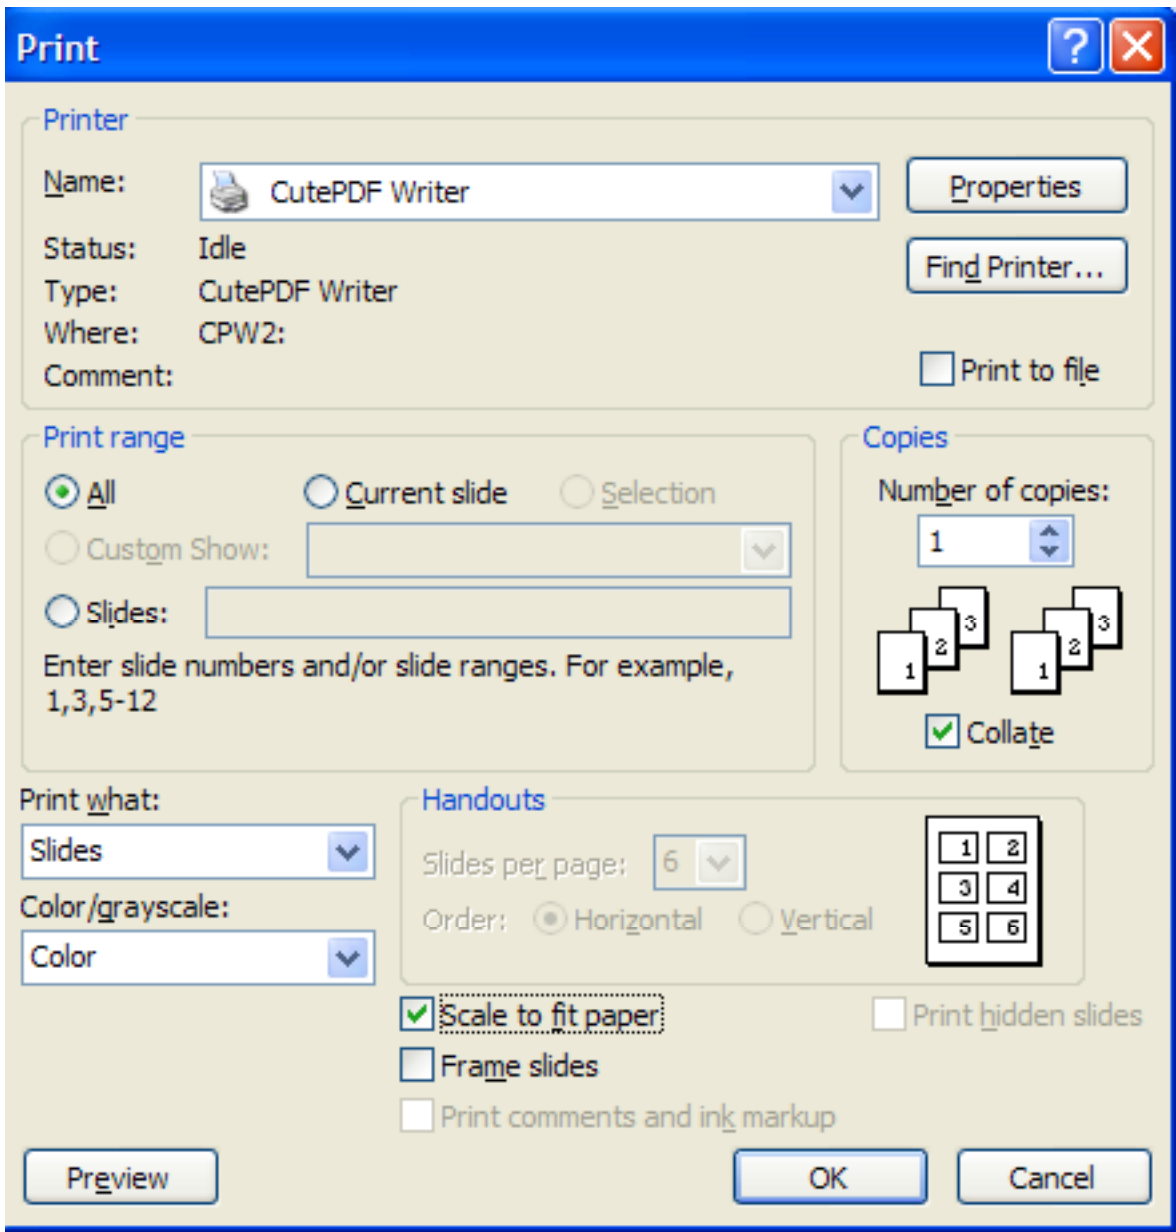 Print
Printer
Name: CutePDF Writer Properties
Status: Idle Find Printer...
Type: CutePDF Writer
Where: CPW2:
Comment: Print to file
Print range
All Current slide Selection
Custom Show:
Slides:
Enter slide numbers and/or slide ranges. For example,
1,3,5-12
Copies
Number of copies:
1
1 2 3 1 2 3
Collate
Print what:
Slides
Color/grayscale:
Color
Handouts
Slides per page: 6
Order: Horizontal Vertical
1 2
3 4
5 6
Scale to fit paper Print hidden slides
Frame slides
Print comments and ink markup
Preview OK Cancel